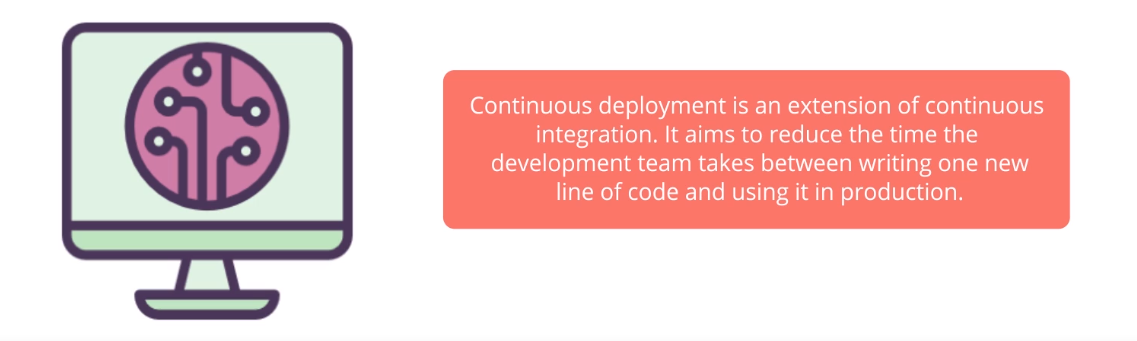 Continuous deployment is an extension of continuous
integration. It aims to reduce the time the
development team takes between writing one new
line of code and using it in production.